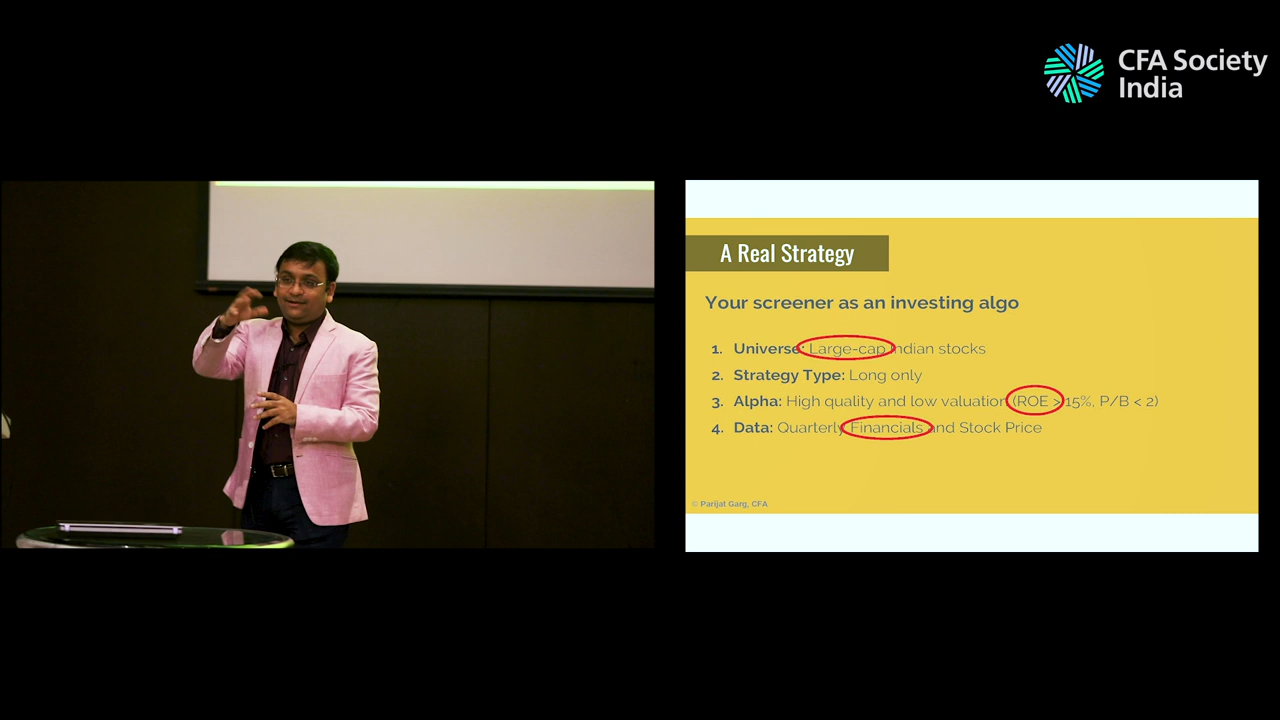 CFA Society
India
A Real Strategy
Your screener as an investing algo
1. Universe: Large-cap Indian stocks
2. Strategy Type: Long only
3. Alpha: High quality and low valuation (ROE > 15%, P/B < 2)
4. Data: Quarterly Financials and Stock Price
© Parijat Garg, CFA